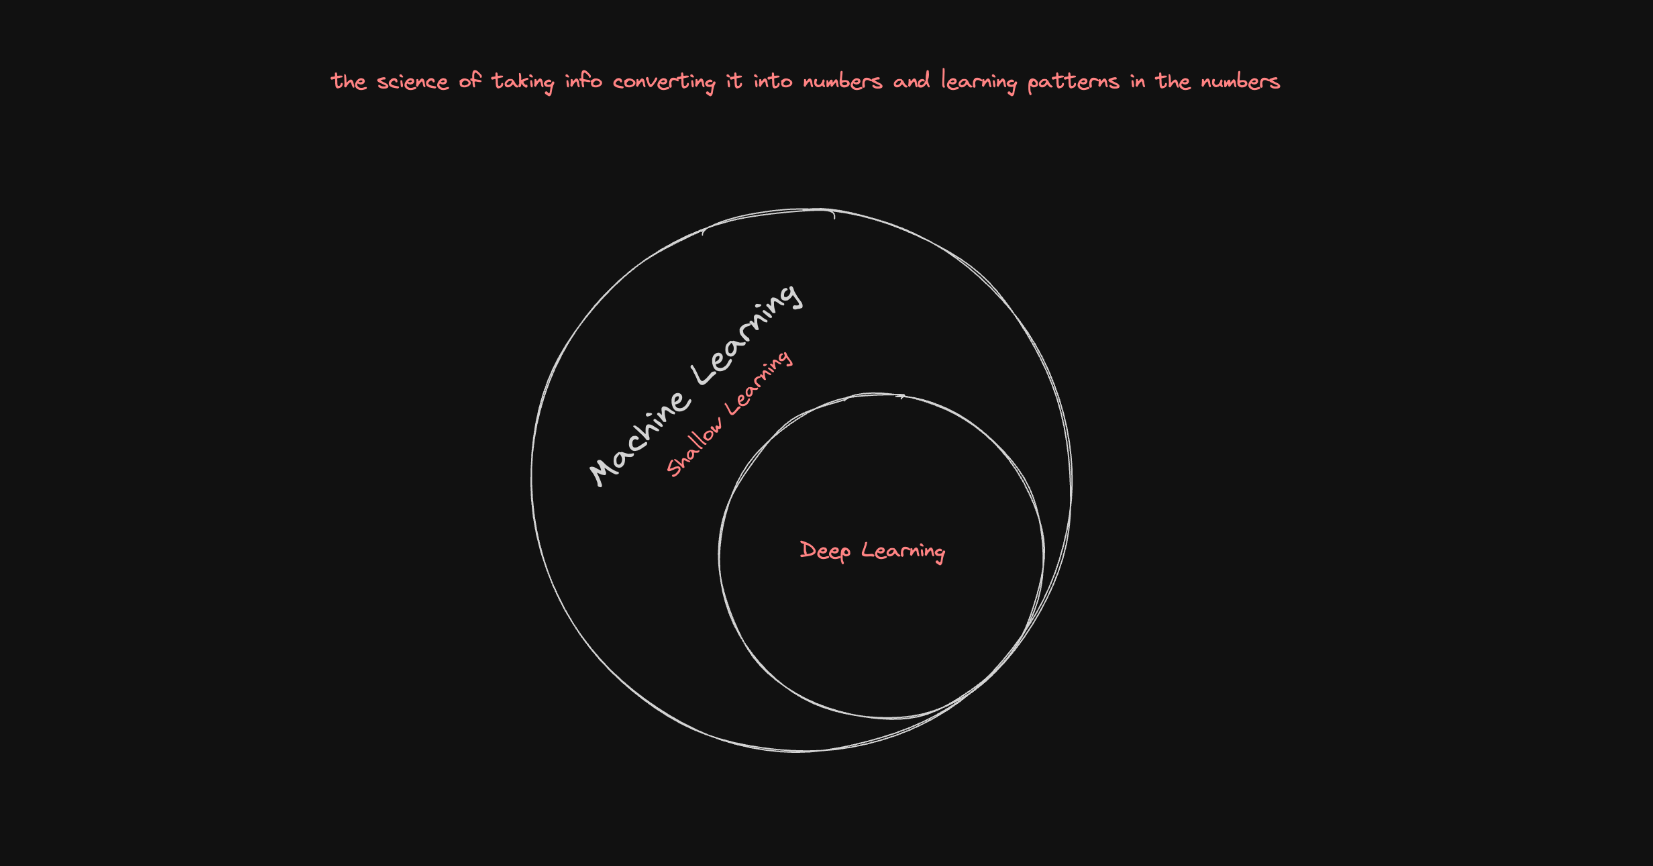 the science of taking info converting it into numbers and learning patterns in the numbers
Machine Learning
Shallow Learning
Deep Learning